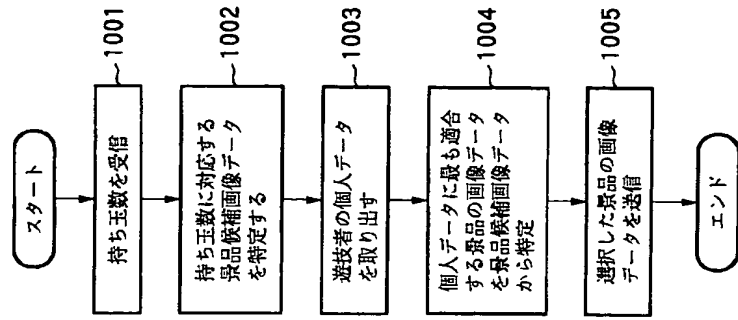 スタート
持ち玉数を受信
1001
持ち玉数に対応する
景品候補画像データ
を特定する
1002
遊技者の個人データ
を取り出す
1003
個人データに最も適合
する景品の画像データ
を景品候補画像データ
から特定
1004
選択した景品の画像
データを送信
1005
エンド